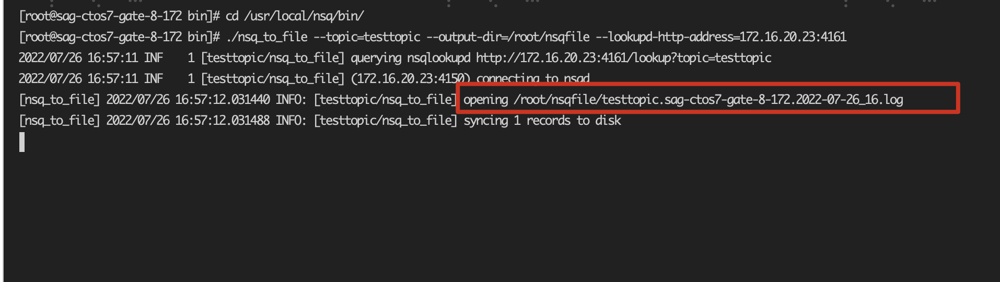 [root@sag-ctos7-gate-8-172 bin]# cd /usr/local/nsq/bin/
[root@sag-ctos7-gate-8-172 bin]# ./nsq_to_file --topic=testtopic --output-dir=/root/nsqfile --lookupd-http-address=172.16.20.23:4161
2022/07/26 16:57:11 INF    1 [testtopic/nsq_to_file] querying nsqlookupd http://172.16.20.23:4161/lookup?topic=testtopic
2022/07/26 16:57:11 INF    1 [testtopic/nsq_to_file] (172.16.20.23:4150) connecting to nsqd
[nsq_to_file] 2022/07/26 16:57:12.031440 INFO: [testtopic/nsq_to_file] opening /root/nsqfile/testtopic.sag-ctos7-gate-8-172.2022-07-26_16.log
[nsq_to_file] 2022/07/26 16:57:12.031488 INFO: [testtopic/nsq_to_file] syncing 1 records to disk